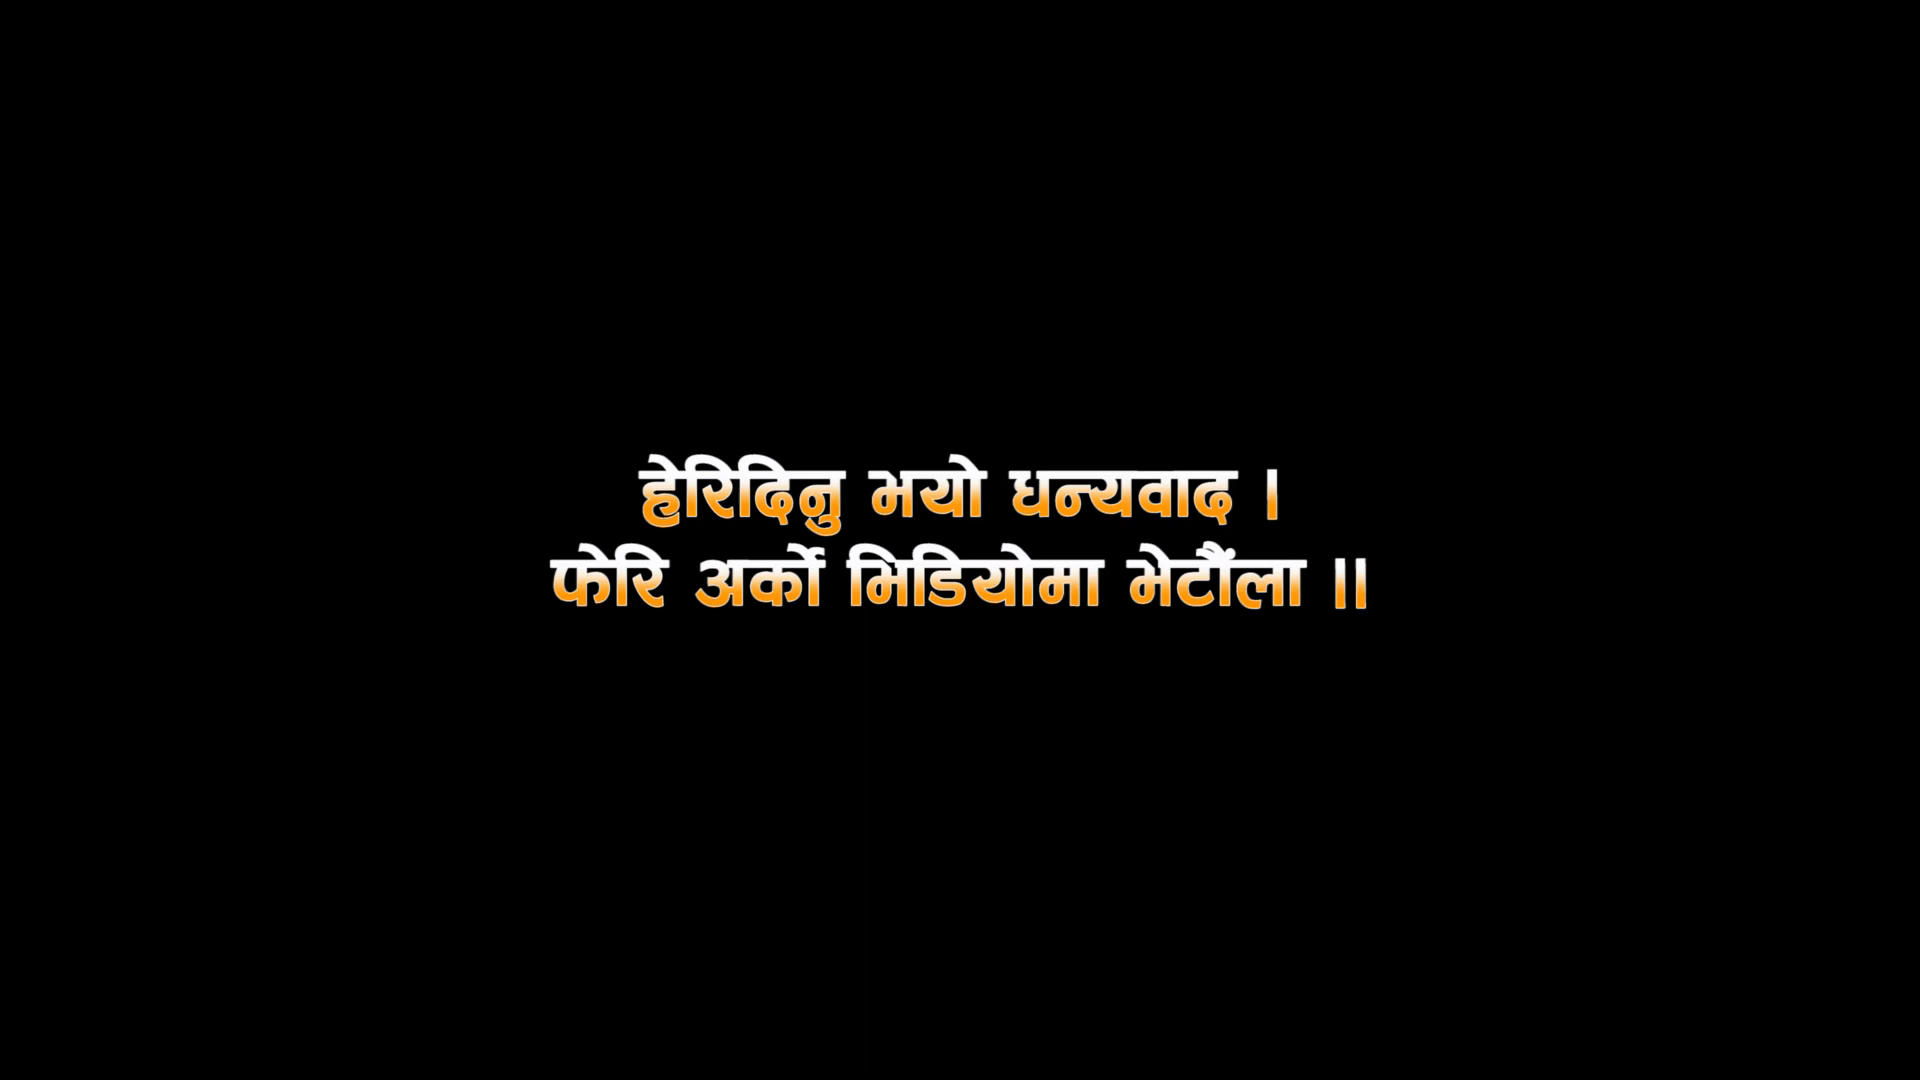 हेरिदिनु भयो धन्यवाद ।
फेरि अर्को भिडियोमा भेटौंला ।।